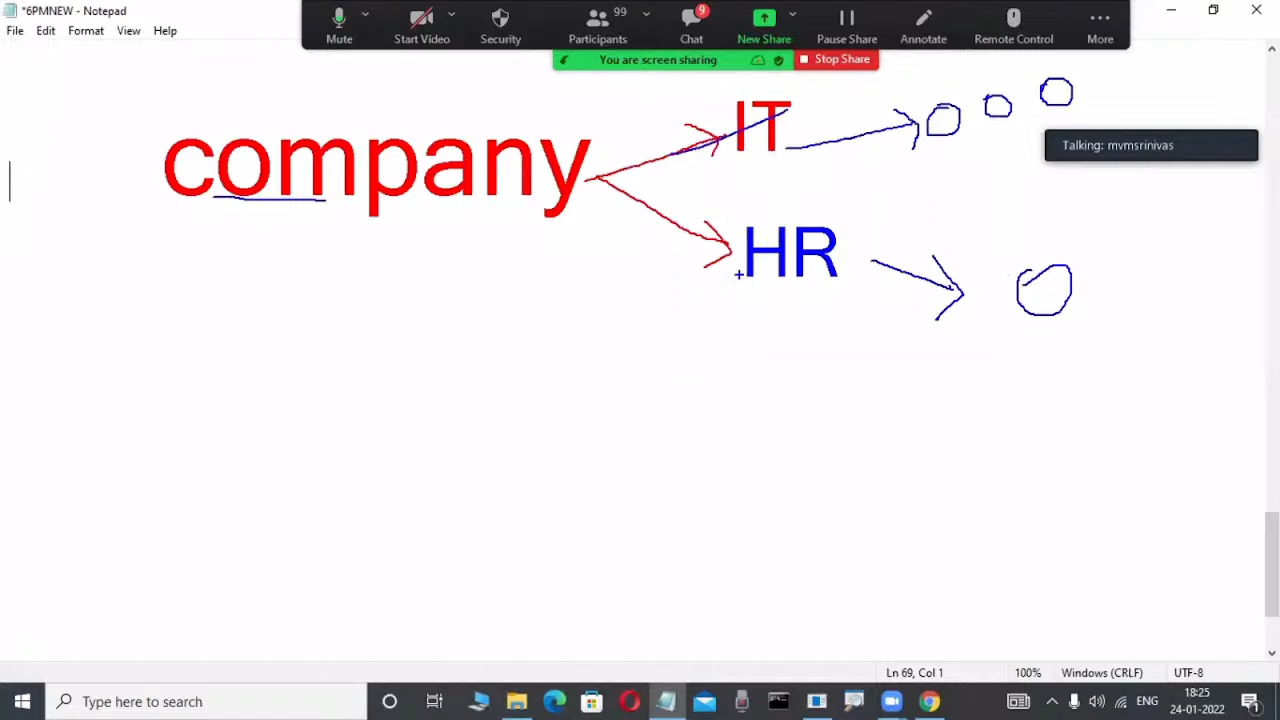 *6PMNEW - Notepad
File Edit Format View Help
Mute Start Video Security Participants 99 Chat 9 New Share Pause Share Annotate Remote Control More
You are screen sharing Stop Share
Talking: mvmsrinivas
IT
company
HR
Ln 69, Col 1 100% Windows (CRLF) UTF-8
Type here to search
ENG 18:25
24-01-2022 1